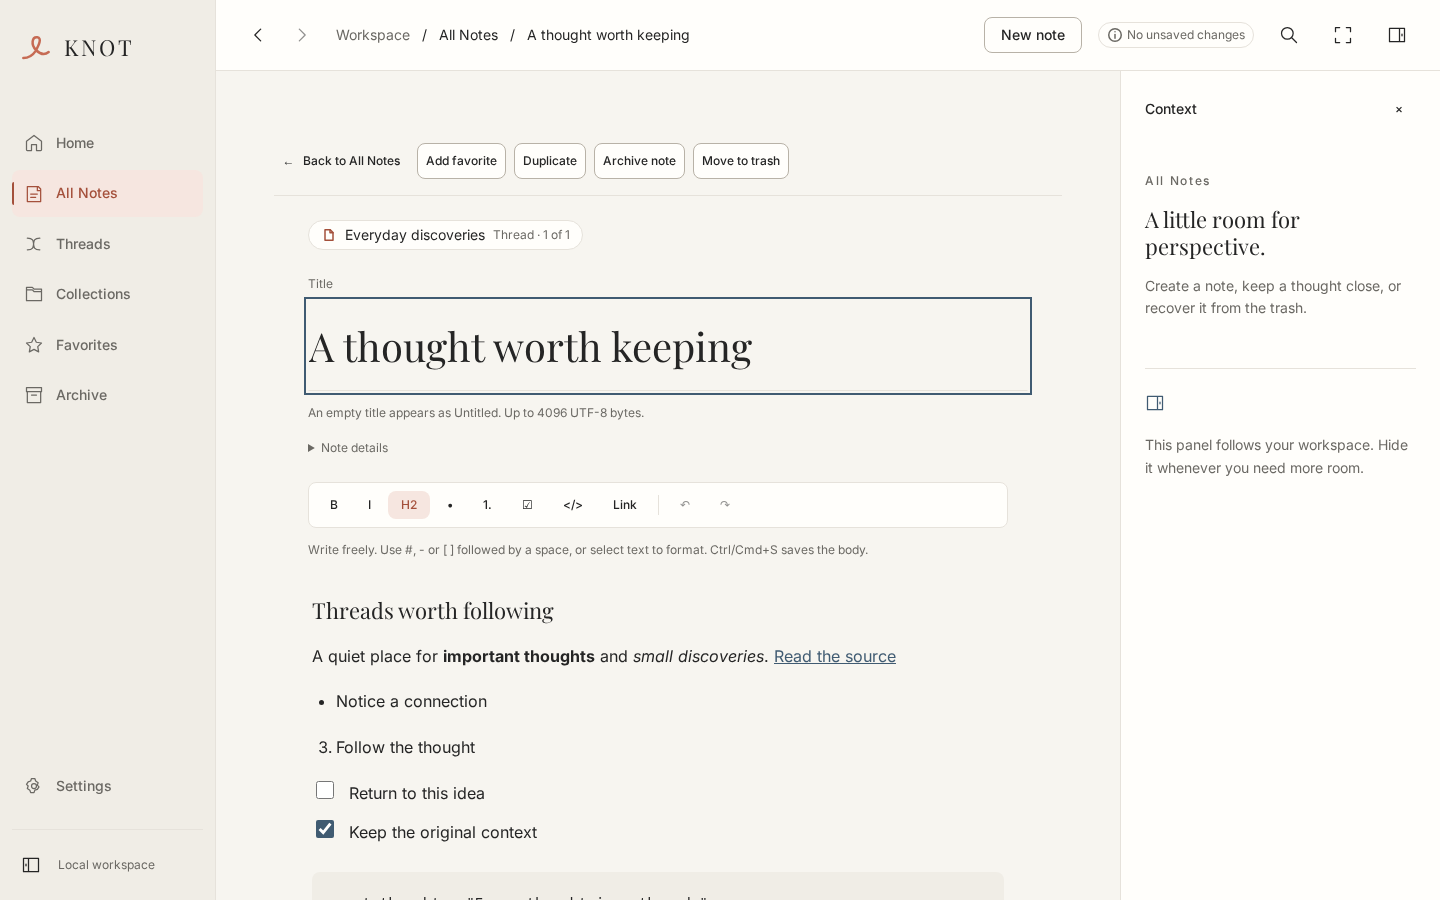 KNOT
Workspace / All Notes / A thought worth keeping
New note
No unsaved changes
Home
All Notes
Threads
Collections
Favorites
Archive
Settings
Local workspace
← Back to All Notes
Add favorite
Duplicate
Archive note
Move to trash
Everyday discoveries Thread · 1 of 1
Title
A thought worth keeping
An empty title appears as Untitled. Up to 4096 UTF-8 bytes.
Note details
B I H2 • 1. ☑ </> Link ↶ ↷
Write freely. Use #, - or [ ] followed by a space, or select text to format. Ctrl/Cmd+S saves the body.
Threads worth following
A quiet place for important thoughts and small discoveries. Read the source
• Notice a connection
3. Follow the thought
Return to this idea
Keep the original context
Context
×
All Notes
A little room for
perspective.
Create a note, keep a thought close, or
recover it from the trash.
This panel follows your workspace. Hide
it whenever you need more room.